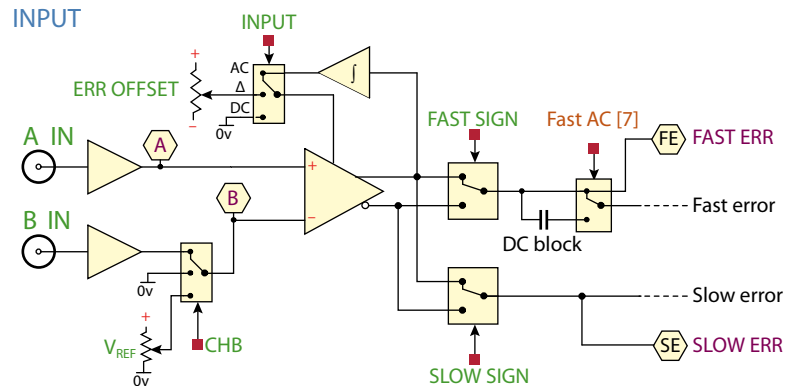 INPUT
INPUT
+
AC
∫
ERR OFFSET
Δ
DC
−
0v
FAST SIGN
Fast AC [7]
A IN
A
+
FE
FAST ERR
B
−
Fast error
B IN
DC block
0v
+
Slow error
VREF
CHB
SE
SLOW ERR
0v
SLOW SIGN